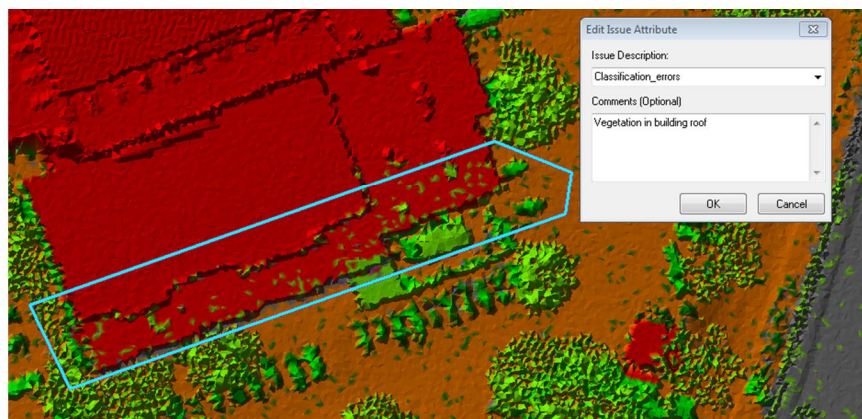 Edit Issue Attribute
Issue Description:
Classification_errors
Comments (Optional)
Vegetation in building roof
OK
Cancel